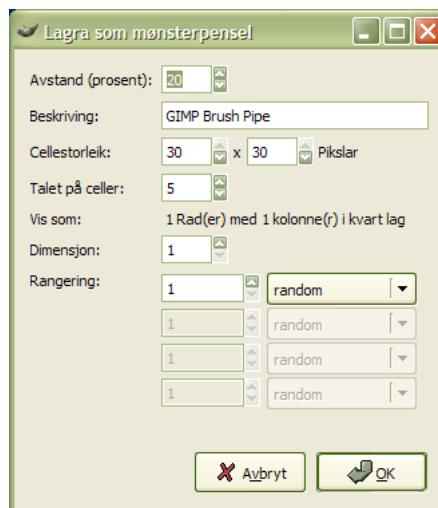 Lagra som mønsterpensel
Avstand (prosent): 20
Beskriving: GIMP Brush Pipe
Cellestorleik: 30 x 30 Pikslar
Talet på celler: 5
Vis som: 1 Rad(er) med 1 kolonne(r) i kvart lag
Dimensjon: 1
Rangering: 1 random
1 random
1 random
1 random
Avbryt OK